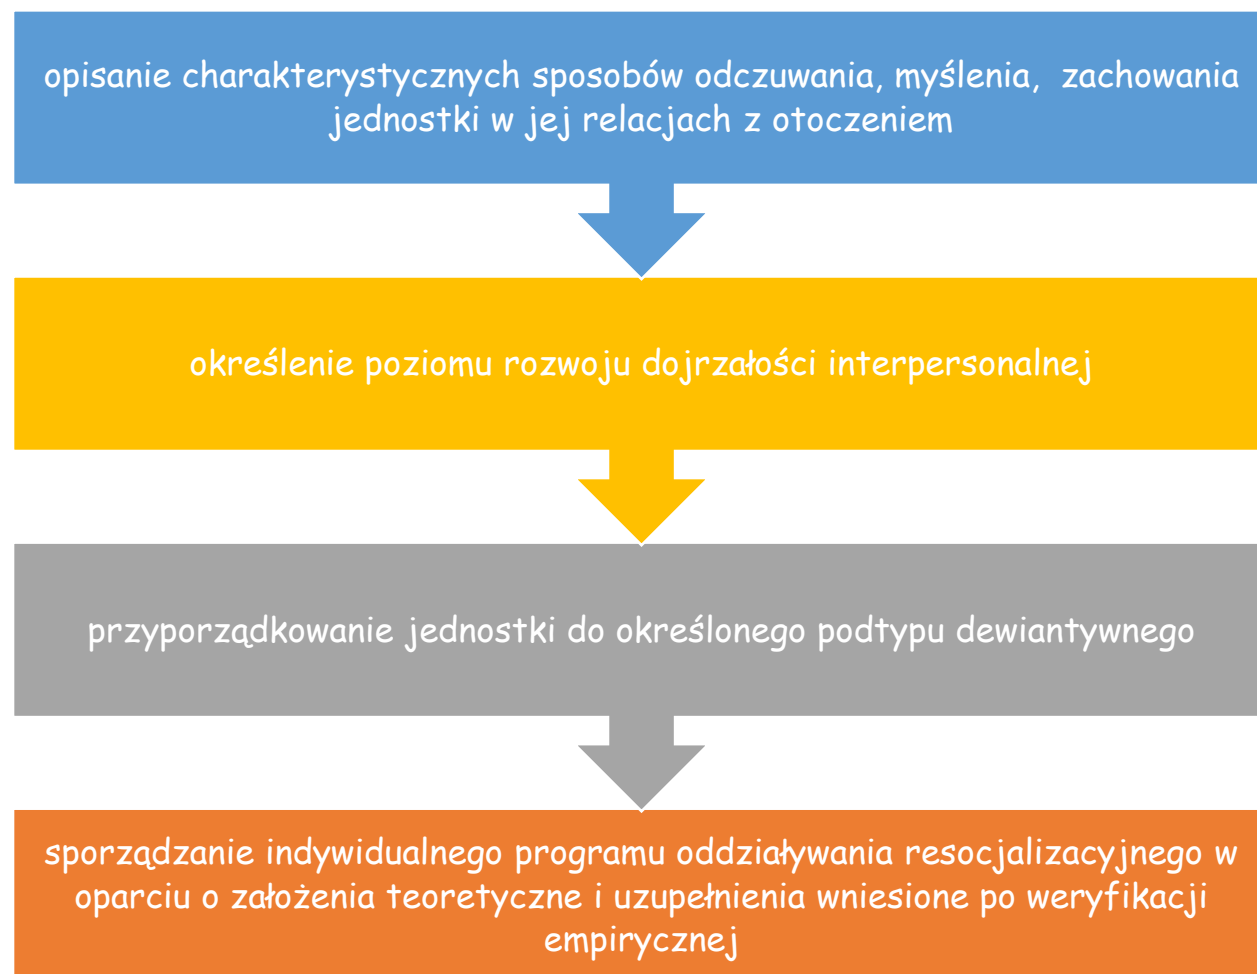 opisanie charakterystycznych sposobów odczuwania, myślenia, zachowania
jednostki w jej relacjach z otoczeniem
określenie poziomu rozwoju dojrzałości interpersonalnej
przyporządkowanie jednostki do określonego podtypu dewiantywnego
sporządzanie indywidualnego programu oddziaływania resocjalizacyjnego w
oparciu o założenia teoretyczne i uzupełnienia wniesione po weryfikacji
empirycznej